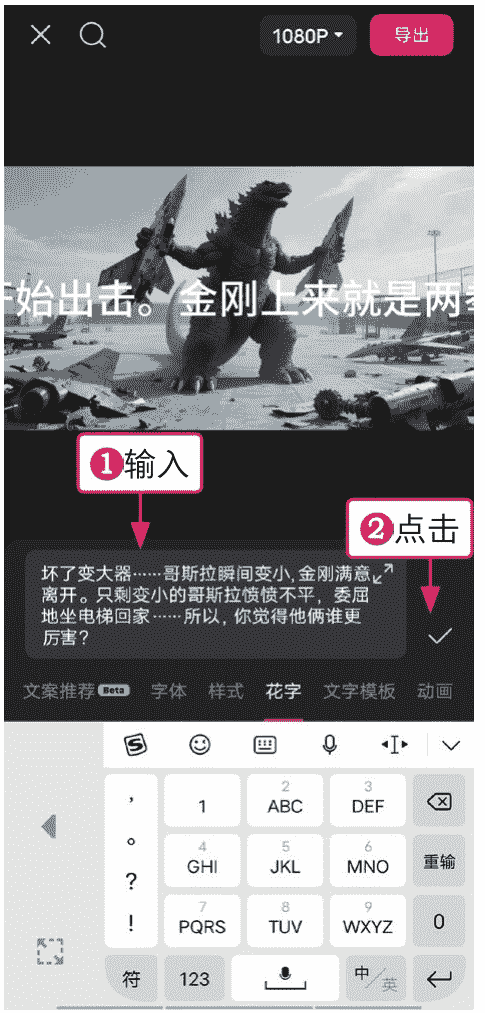 1080P
导出
开始出击。金刚上来就是两拳
1 输入
2 点击
坏了变大器……哥斯拉瞬间变小,金刚满意
离开。只剩变小的哥斯拉愤愤不平，委屈
地坐电梯回家……所以，你觉得他俩谁更
厉害？
文案推荐 Beta 字体 样式 花字 文字模板 动画
S
， 1 2 ABC 3 DEF
。 4 GHI 5 JKL 6 MNO 重输
？ ！ 7 PQRS 8 TUV 9 WXYZ 0
符 123 中/英